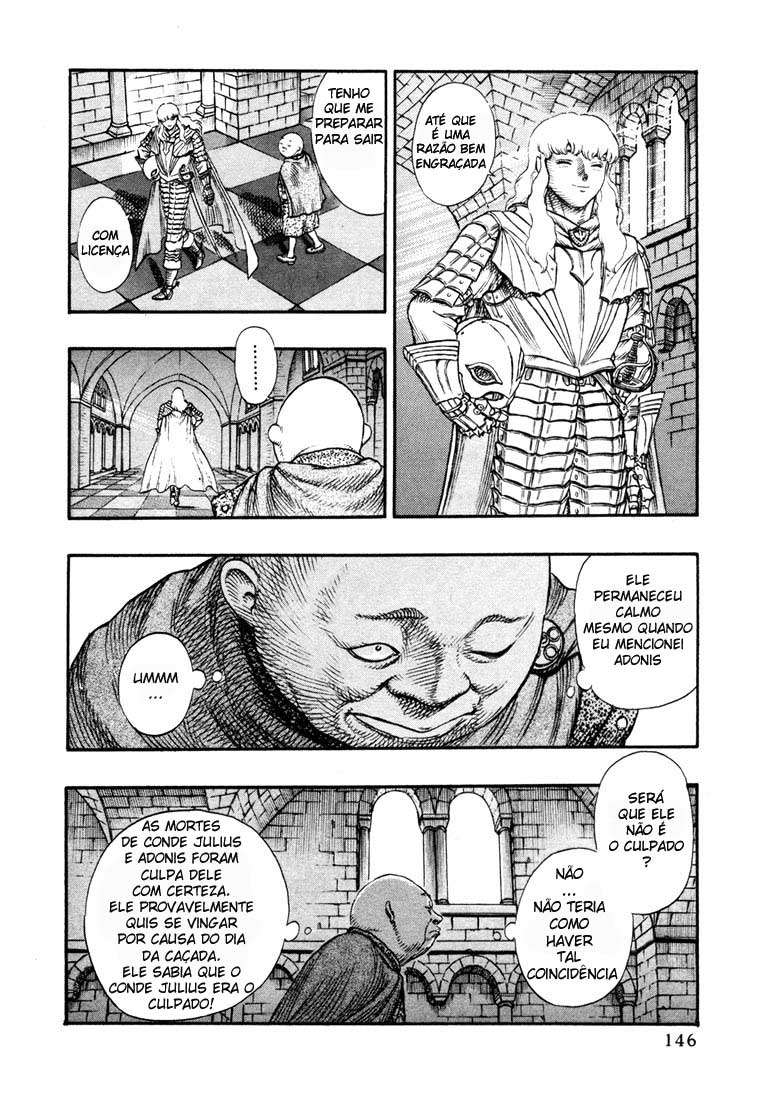 ATÉ QUE
É UMA
RAZÃO BEM
ENGRAÇADA
TENHO
QUE ME
PREPARAR
PARA SAIR
COM
LICENÇA
........
ELE
PERMANECEU
CALMO
MESMO QUANDO
EU MENCIONEI
ADONIS
UMMM
...
SERÁ
QUE ELE
NÃO É
O CULPADO
?
NÃO
...
NÃO TERIA
COMO
HAVER
TAL
COINCIDÊNCIA
AS MORTES
DE CONDE JULIUS
E ADONIS FORAM
CULPA DELE
COM CERTEZA.
ELE PROVAVELMENTE
QUIS SE VINGAR
POR CAUSA DO DIA
DA CAÇADA.
ELE SABIA QUE O
CONDE JULIUS ERA O
CULPADO!
146